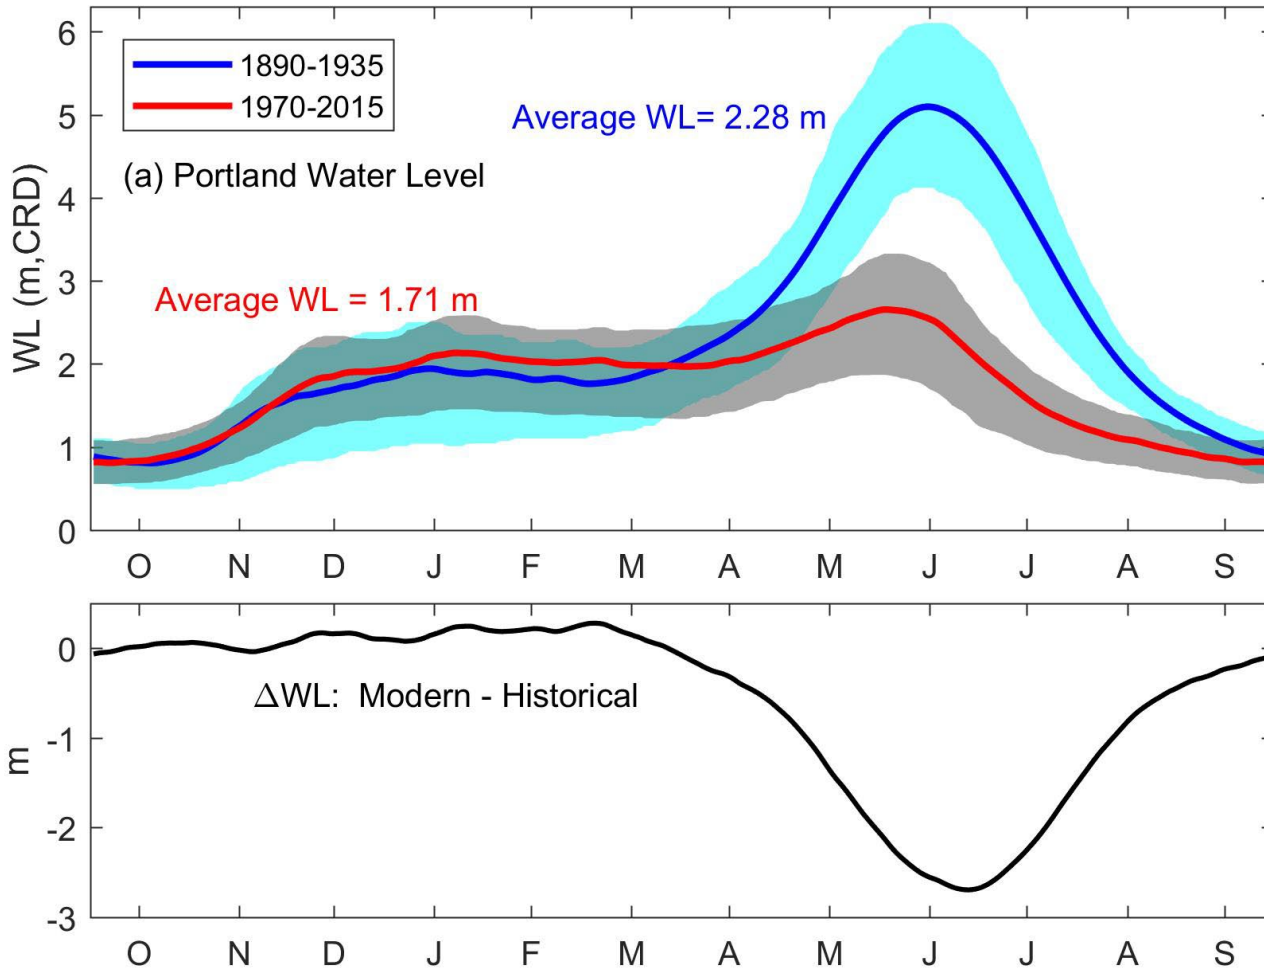 6
1890-1935
1970-2015
Average WL= 2.28 m
5
(a) Portland Water Level
4
WL (m,CRD)
3
Average WL = 1.71 m
2
1
0
O N D J F M A M J J A S
0
ΔWL: Modern - Historical
-1
m
-2
-3
O N D J F M A M J J A S